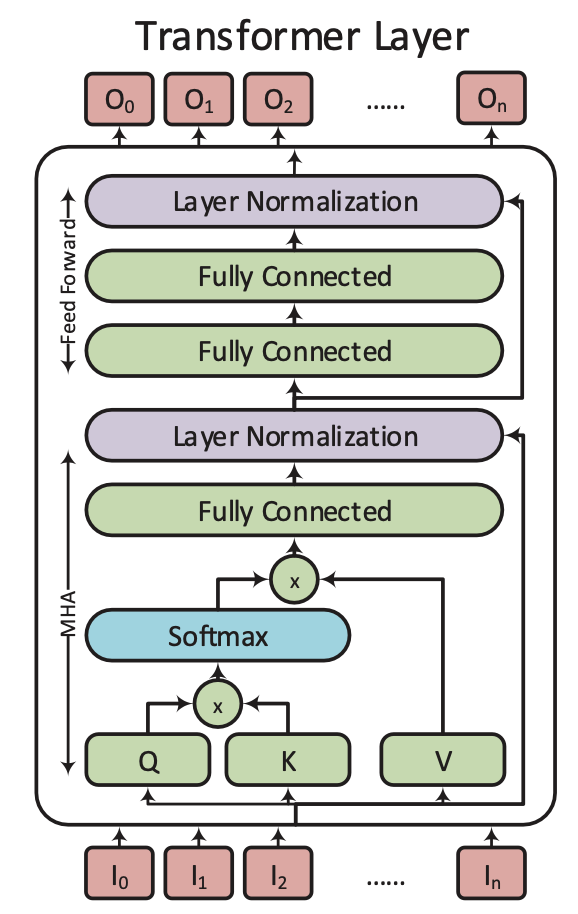 Transformer Layer
O0 O1 O2 ...... On
Layer Normalization
Feed Forward
Fully Connected
Fully Connected
Layer Normalization
MHA
Fully Connected
x
Softmax
x
Q K V
I0 I1 I2 ...... In